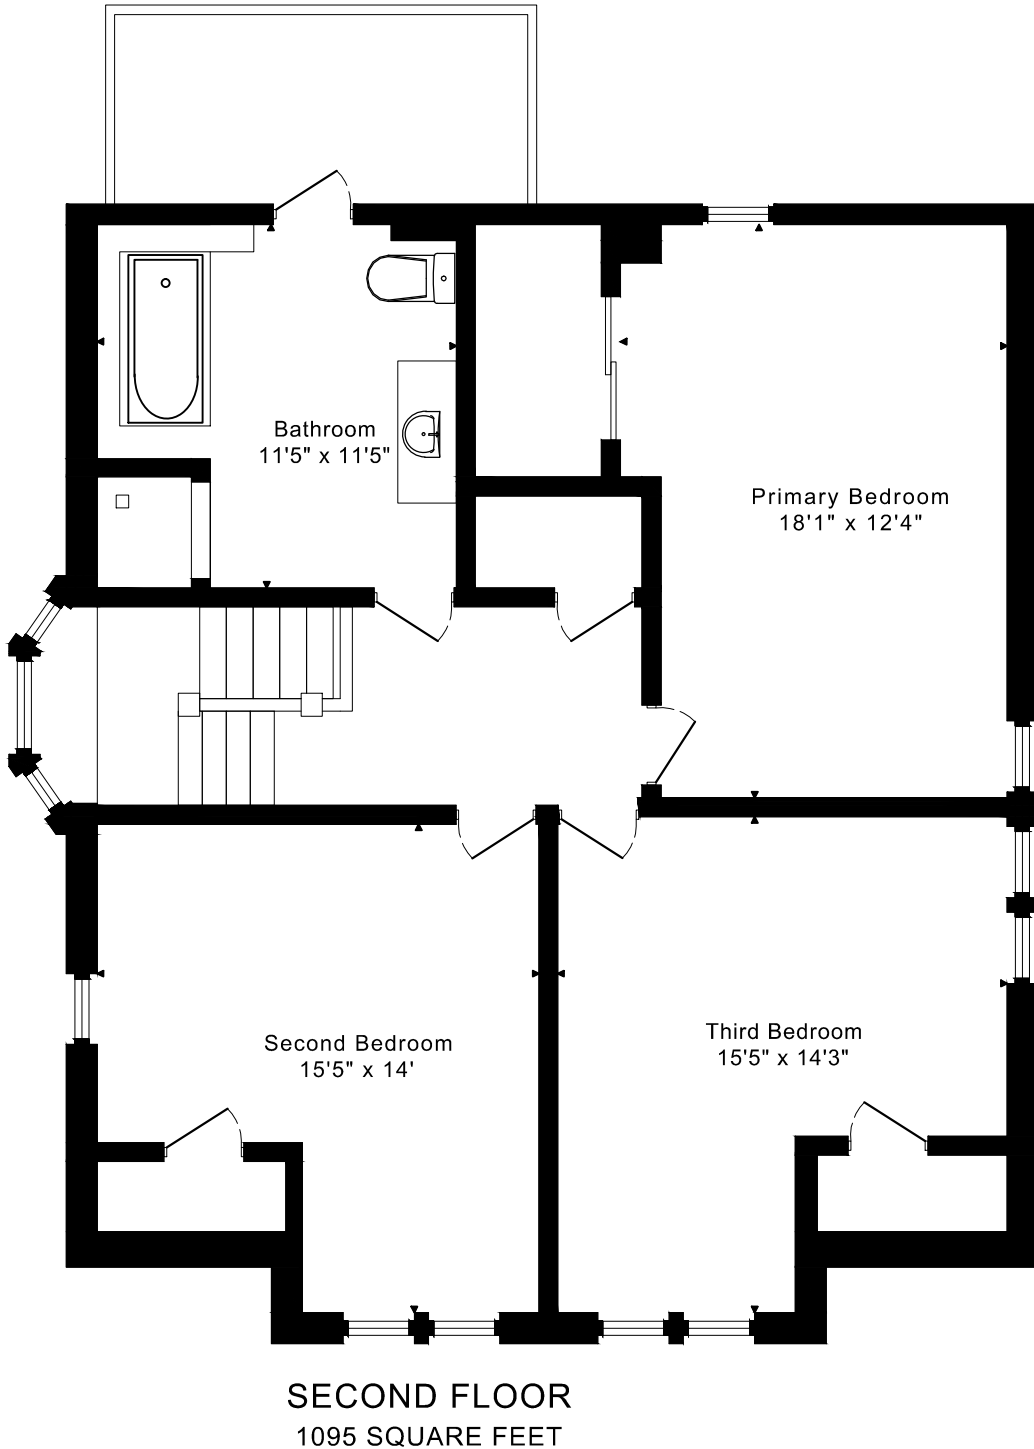 Bathroom
11'5" x 11'5"
Primary Bedroom
18'1" x 12'4"
Second Bedroom
15'5" x 14'
Third Bedroom
15'5" x 14'3"
SECOND FLOOR
1095 SQUARE FEET